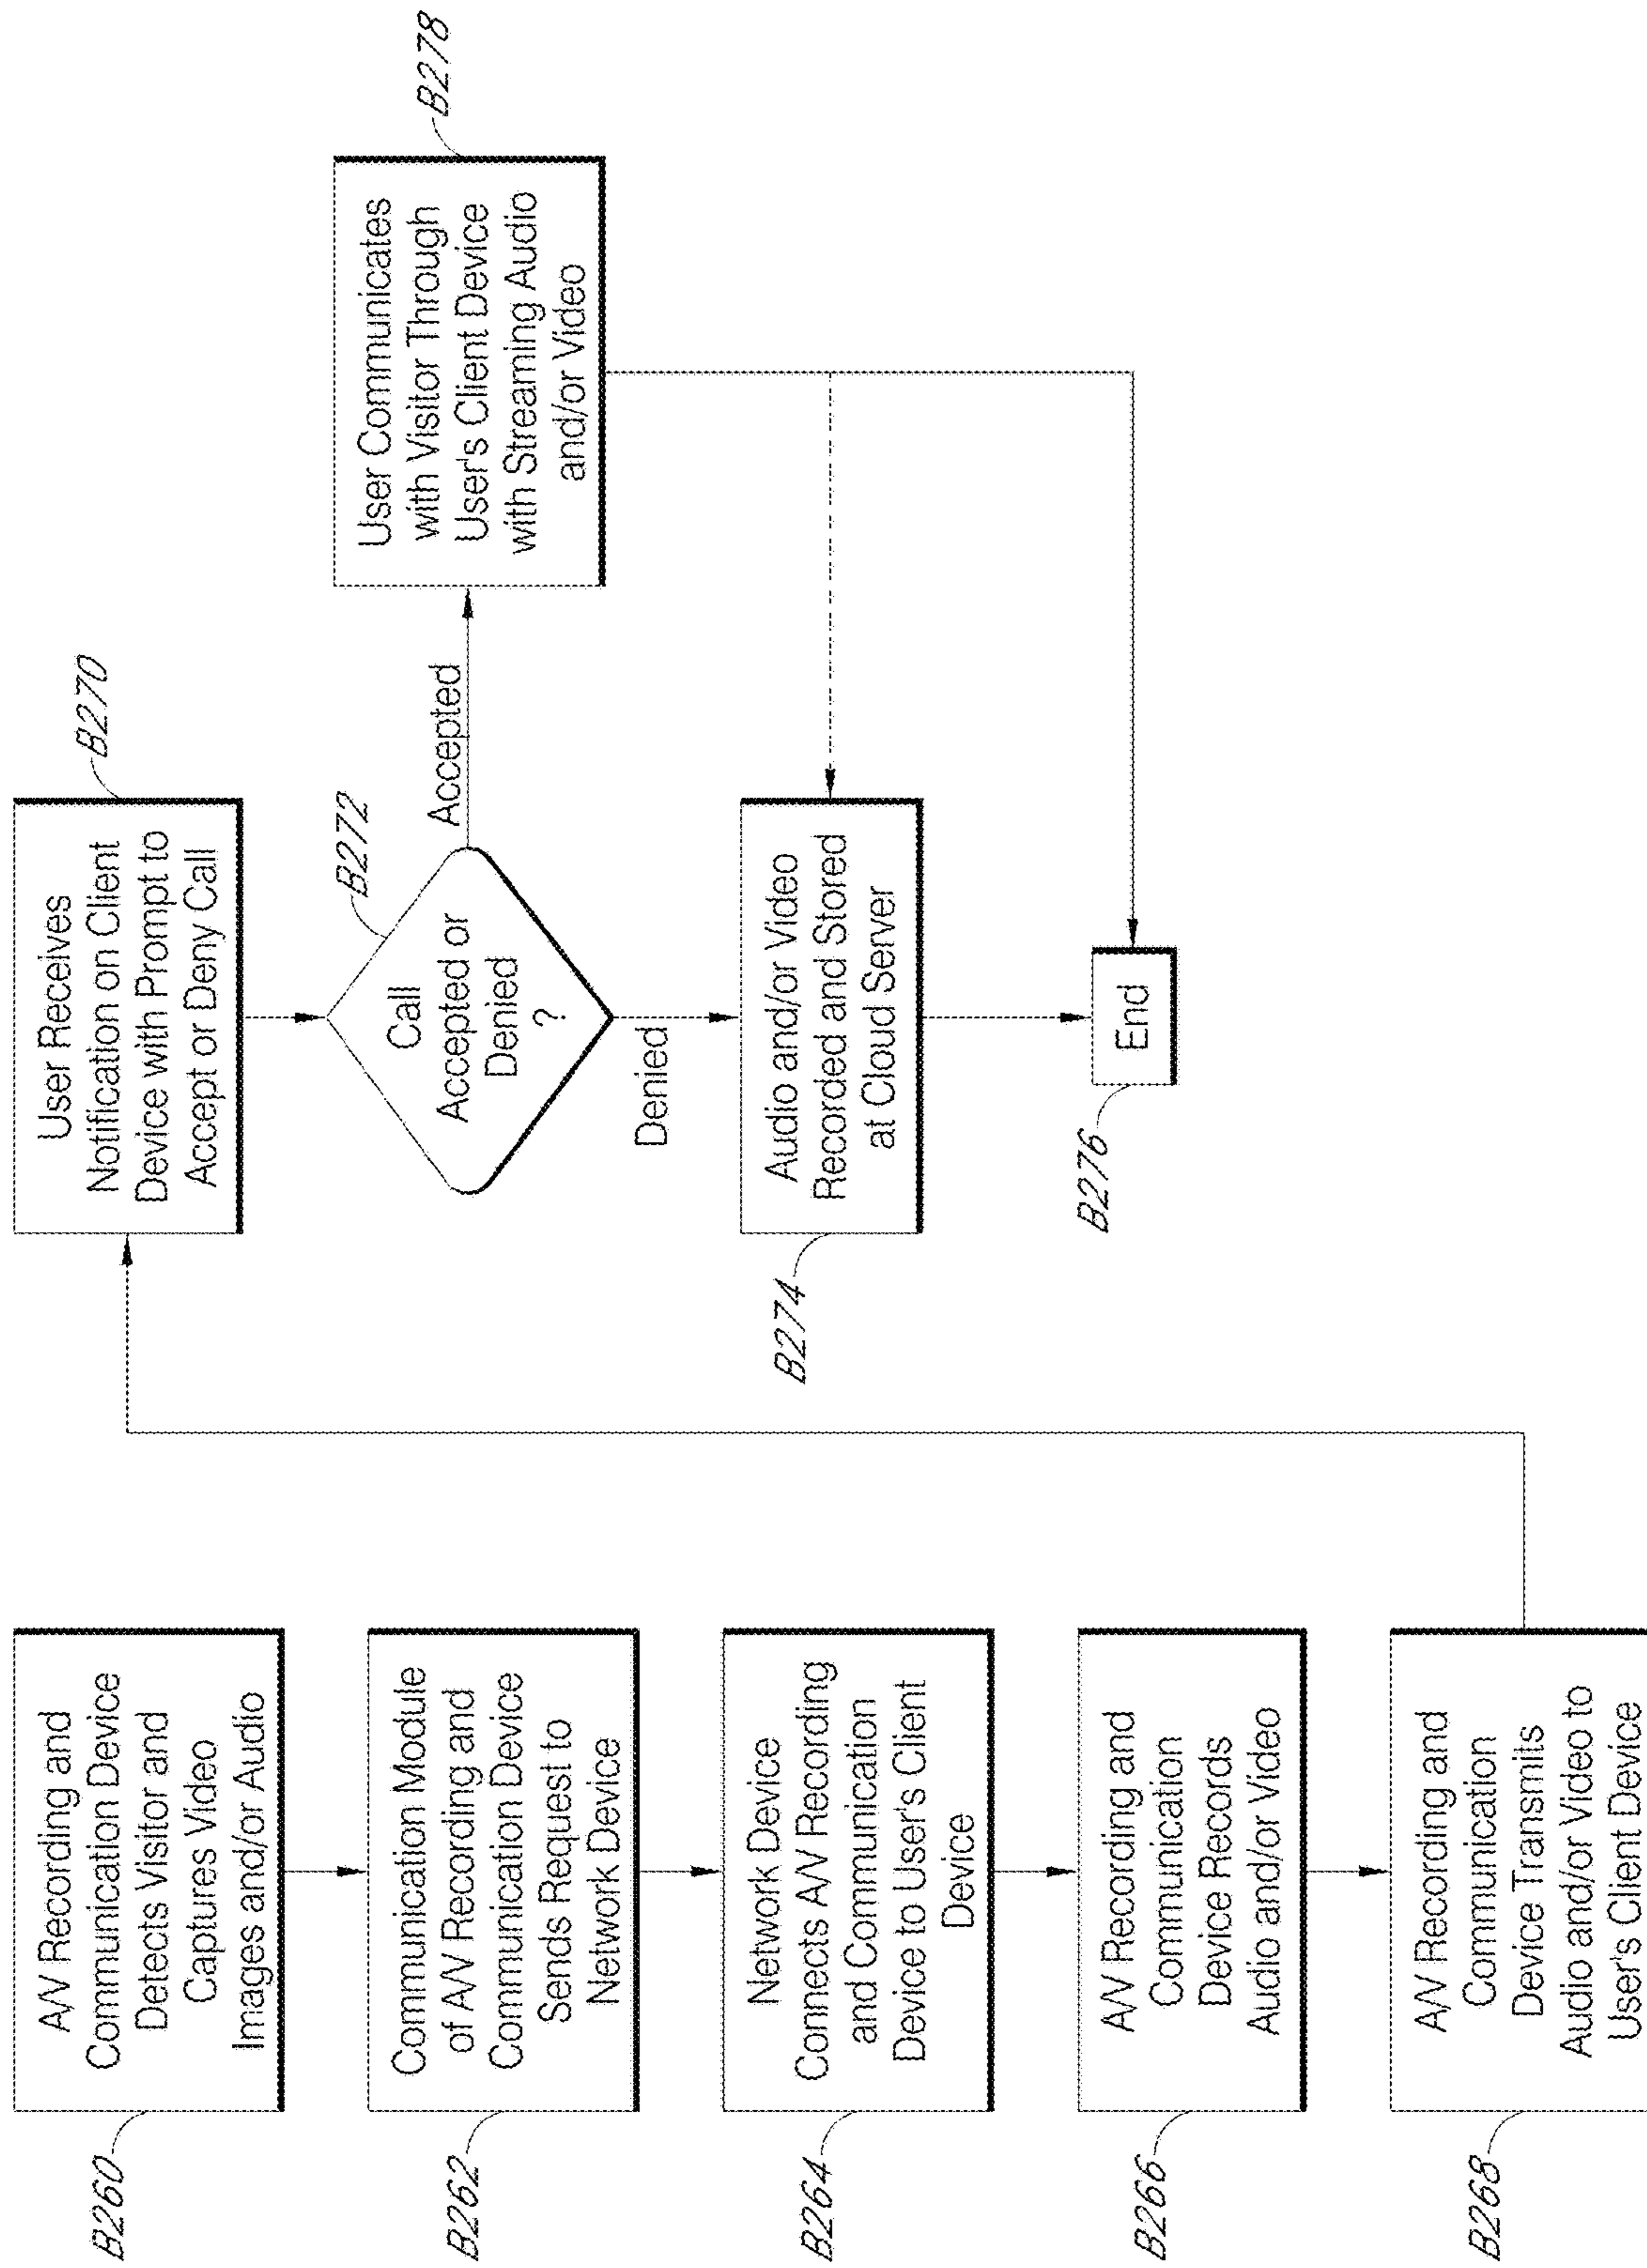 B260
A/V Recording and
Communication Device
Detects Visitor and
Captures Video
Images and/or Audio
B262
Communication Module
of A/V Recording and
Communication Device
Sends Request to
Network Device
B264
Network Device
Connects A/V Recording
and Communication
Device to User's Client
Device
B266
A/V Recording and
Communication
Device Records
Audio and/or Video
B268
A/V Recording and
Communication
Device Transmits
Audio and/or Video to
User's Client Device
B270
User Receives
Notification on Client
Device with Prompt to
Accept or Deny Call
B272
Call
Accepted or
Denied
?
Accepted
Denied
B278
User Communicates
with Visitor Through
User's Client Device
with Streaming Audio
and/or Video
B274
Audio and/or Video
Recorded and Stored
at Cloud Server
B276
End